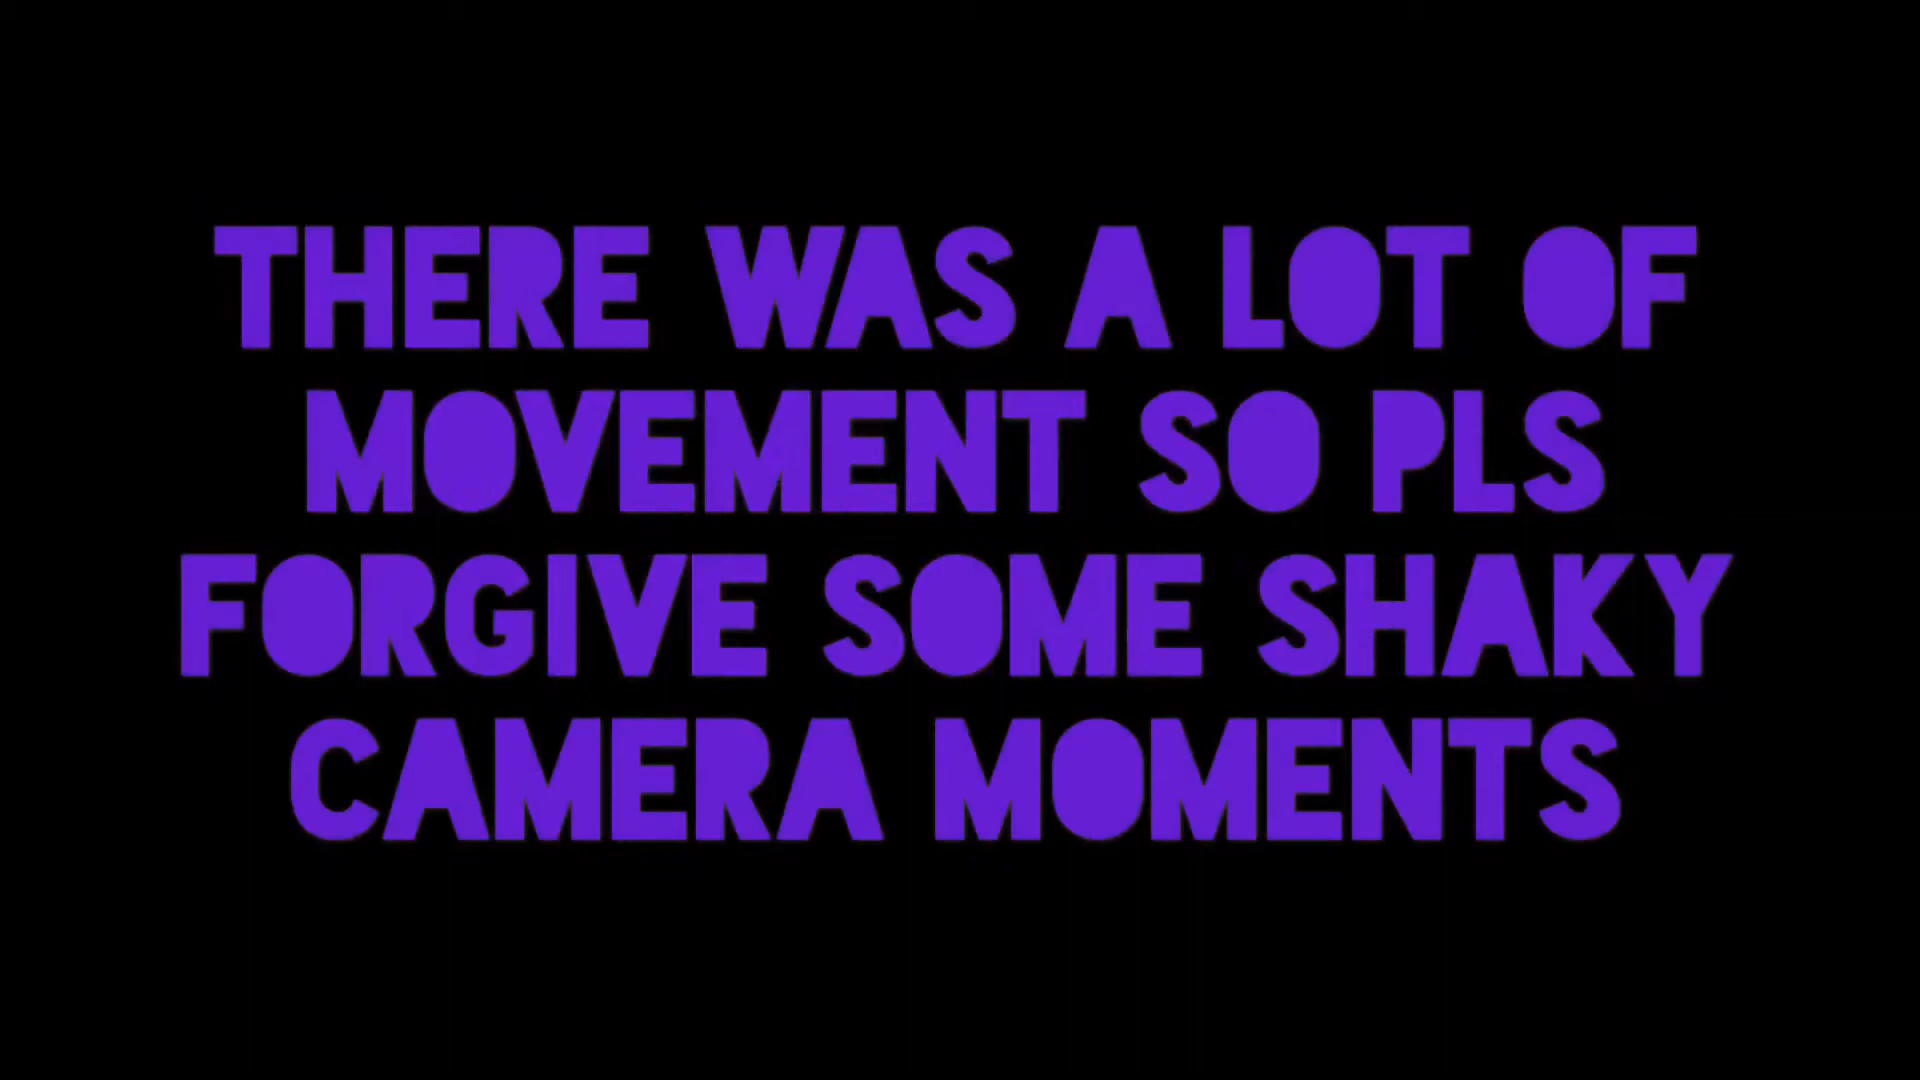 THERE WAS A LOT OF
MOVEMENT SO PLS
FORGIVE SOME SHAKY
CAMERA MOMENTS